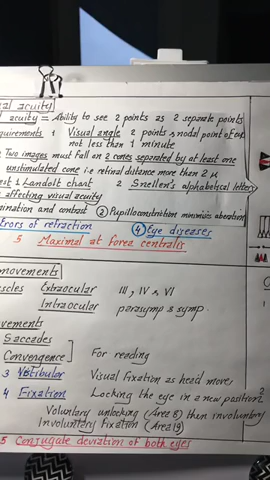 al acuity
acuity = Ability to see 2 points as 2 separate points
quirements 1 Visual angle 2 points & nodal point of eye
not less than 1 minute
Two images must fall on 2 cones separated by at least one
unstimulated cone i.e retinal distance more than 2 μ
est 1 Landolt chart 2 Snellen's alphabetical letters
affecting visual acuity
mination and contrast ② Pupilloconstriction minimizes aberration
Errors of refraction ④ Eye diseases
5 Maximal at fovea centralis
movements
scles Extraocular III, IV & VI
Intraocular parasymp & symp
vements
Saccades
Convergence For reading
3 Vestibular Visual fixation as head moves
4 Fixation Locking the eye in a new position
Voluntary unlocking (Area 8) then involuntary
Involuntary fixation (Area 19)
5 Conjugate deviation of both eyes